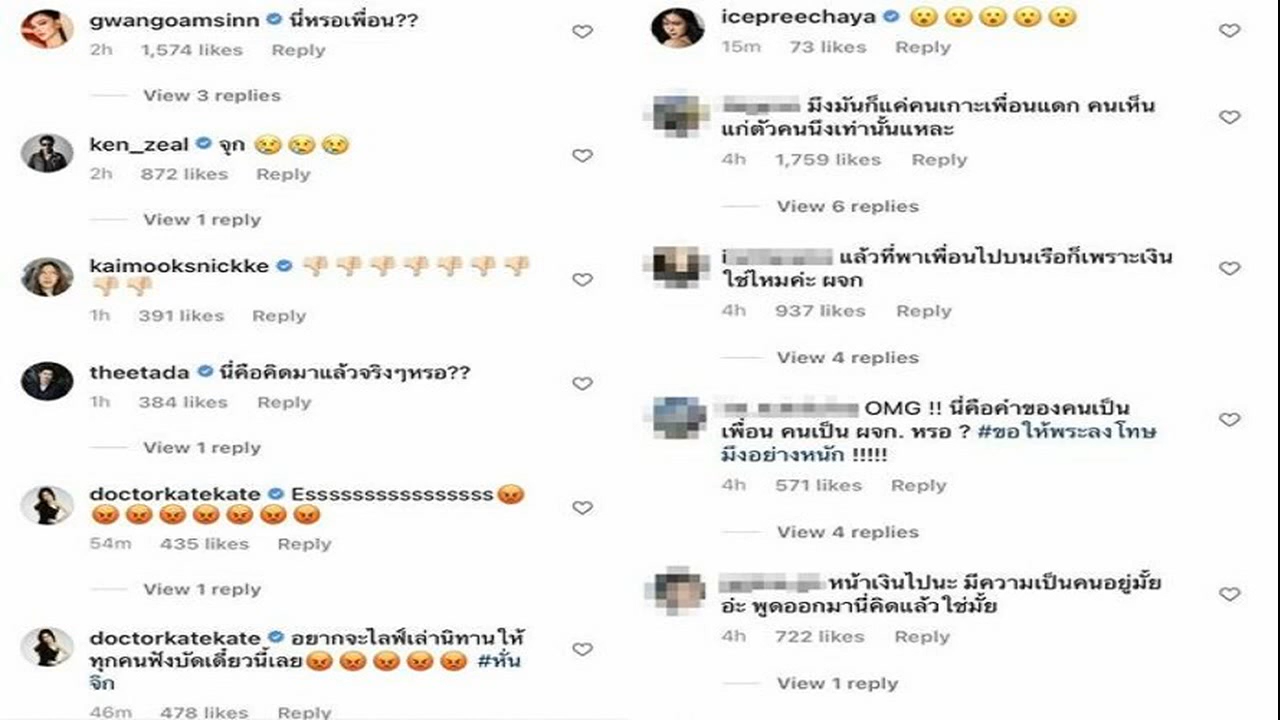 gwangoamsinn นี่หรอเพื่อน??
2h 1,574 likes Reply
View 3 replies
ken_zeal จุก 😢😢😢
2h 872 likes Reply
View 1 reply
kaimooksnickke 👎🏻👎🏻👎🏻👎🏻👎🏻👎🏻👎🏻
👎🏻👎🏻
1h 391 likes Reply
theetada นี่คือคิดมาแล้วจริงๆหรอ??
1h 384 likes Reply
View 1 reply
doctorkatekate Essssssssssssssss😡
😡😡😡😡😡😡😡
54m 435 likes Reply
View 1 reply
doctorkatekate อยากจะไลฟ์เล่านิทานให้
ทุกคนฟังบัดเดี๋ยวนี้เลย😡😡😡😡😡 #หั่น
จิ๊ก
46m 478 likes Reply
icepreechaya 😮😮😮😮😮
15m 73 likes Reply
มึงมันก็แค่คนเกาะเพื่อนแดก คนเห็น
แก่ตัวคนนึงเท่านั้นแหละ
4h 1,759 likes Reply
View 6 replies
แล้วที่พาเพื่อนไปบนเรือก็เพราะเงิน
ใช่ไหมค่ะ ผจก
4h 937 likes Reply
View 4 replies
OMG !! นี่คือคำของคนเป็น
เพื่อน คนเป็น ผจก. หรอ ? #ขอให้พระลงโทษ
มึงอย่างหนัก !!!!!
4h 571 likes Reply
View 4 replies
หน้าเงินไปนะ มีความเป็นคนอยู่มั้ย
อ่ะ พูดออกมานี่คิดแล้วใช่มั้ย
4h 722 likes Reply
View 1 reply